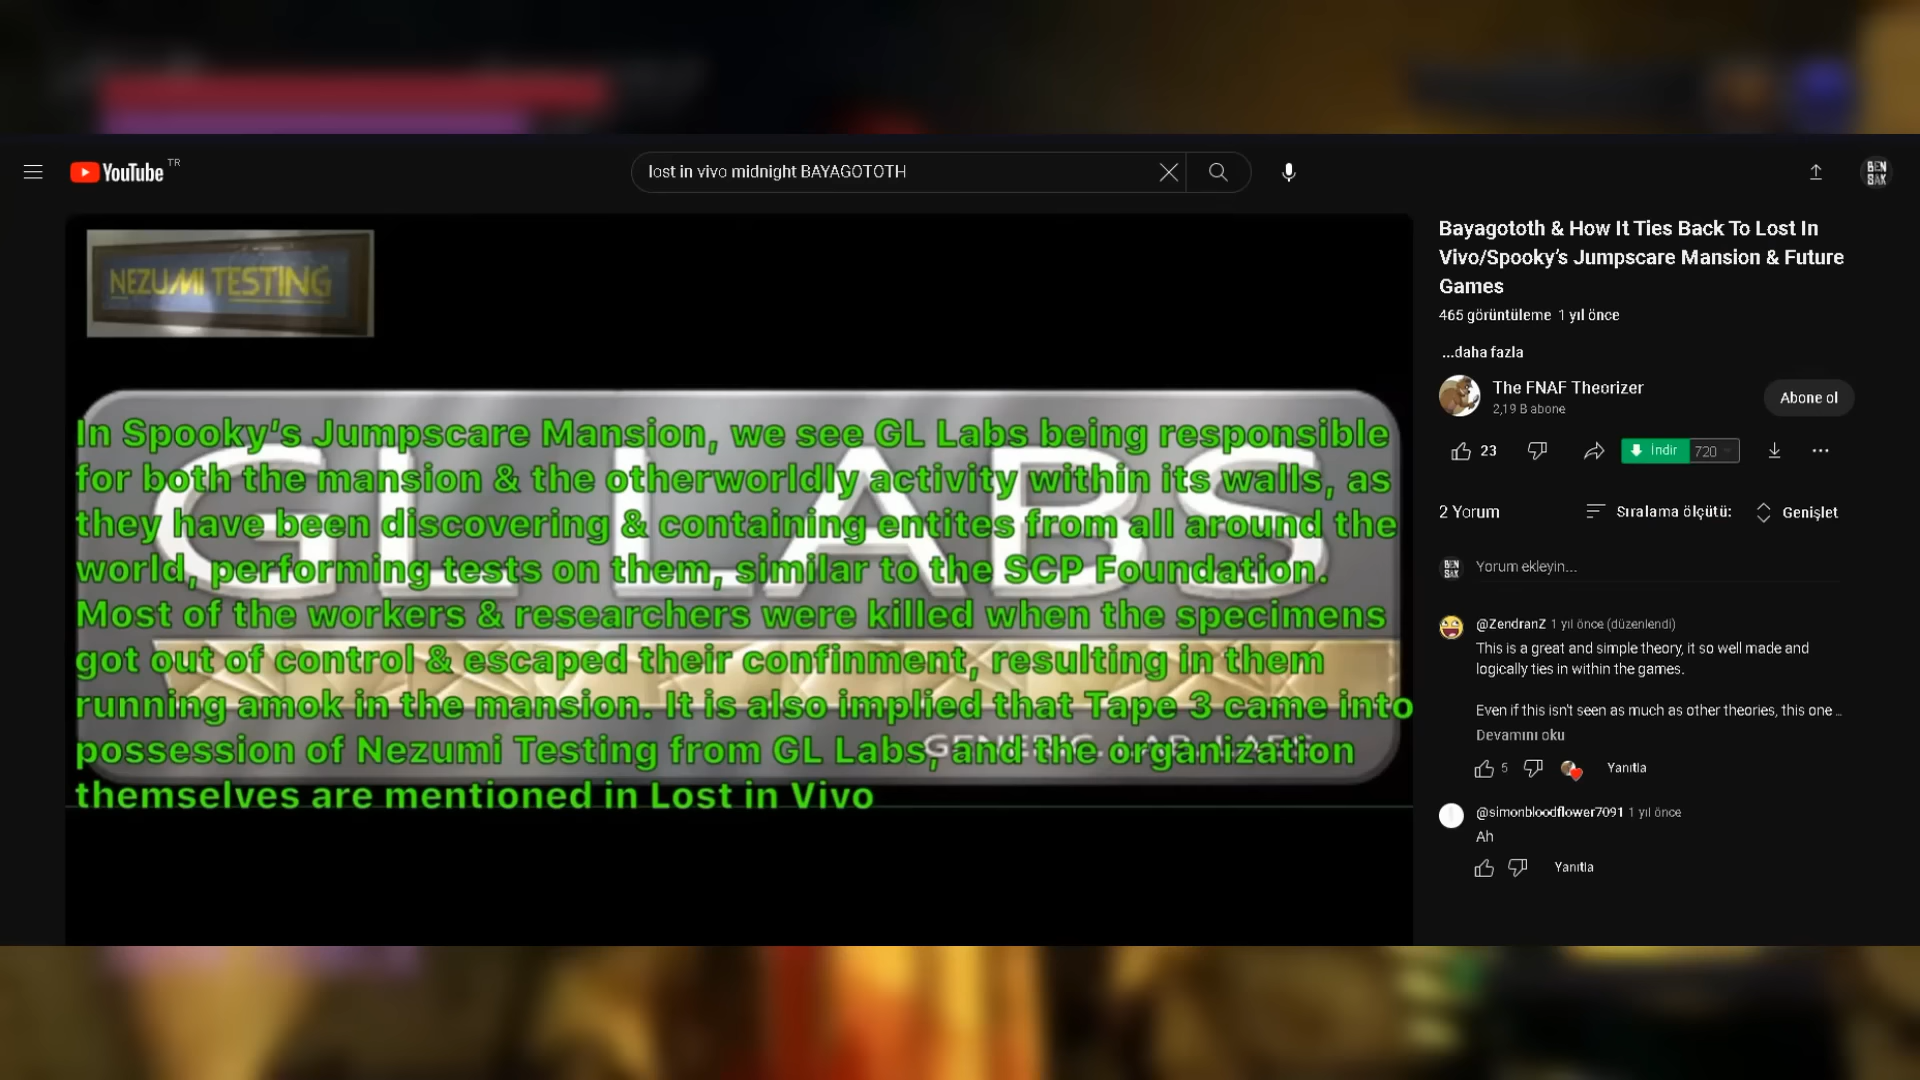 YouTube TR
lost in vivo midnight BAYAGOTOTH
BEN
BAK
NEZUMI TESTING
GL LABS
In Spooky's Jumpscare Mansion, we see GL Labs being responsible
for both the mansion & the otherworldly activity within its walls, as
they have been discovering & containing entites from all around the
world, performing tests on them, similar to the SCP Foundation.
Most of the workers & researchers were killed when the specimens
got out of control & escaped their confinment, resulting in them
running amok in the mansion. It is also implied that Tape 3 came into
possession of Nezumi Testing from GL Labs, and the organization
themselves are mentioned in Lost in Vivo
Bayagototh & How It Ties Back To Lost In
Vivo/Spooky's Jumpscare Mansion & Future
Games
465 görüntüleme 1 yıl önce
...daha fazla
The FNAF Theorizer
2,19 B abone
Abone ol
23
İndir 720
2 Yorum
Sıralama ölçütü:
Genişlet
BEN
BAK
Yorum ekleyin...
@ZendranZ 1 yıl önce (düzenlendi)
This is a great and simple theory, it so well made and
logically ties in within the games.
Even if this isn't seen as much as other theories, this one ...
Devamını oku
5
Yanıtla
@simonbloodflower7091 1 yıl önce
Ah
Yanıtla